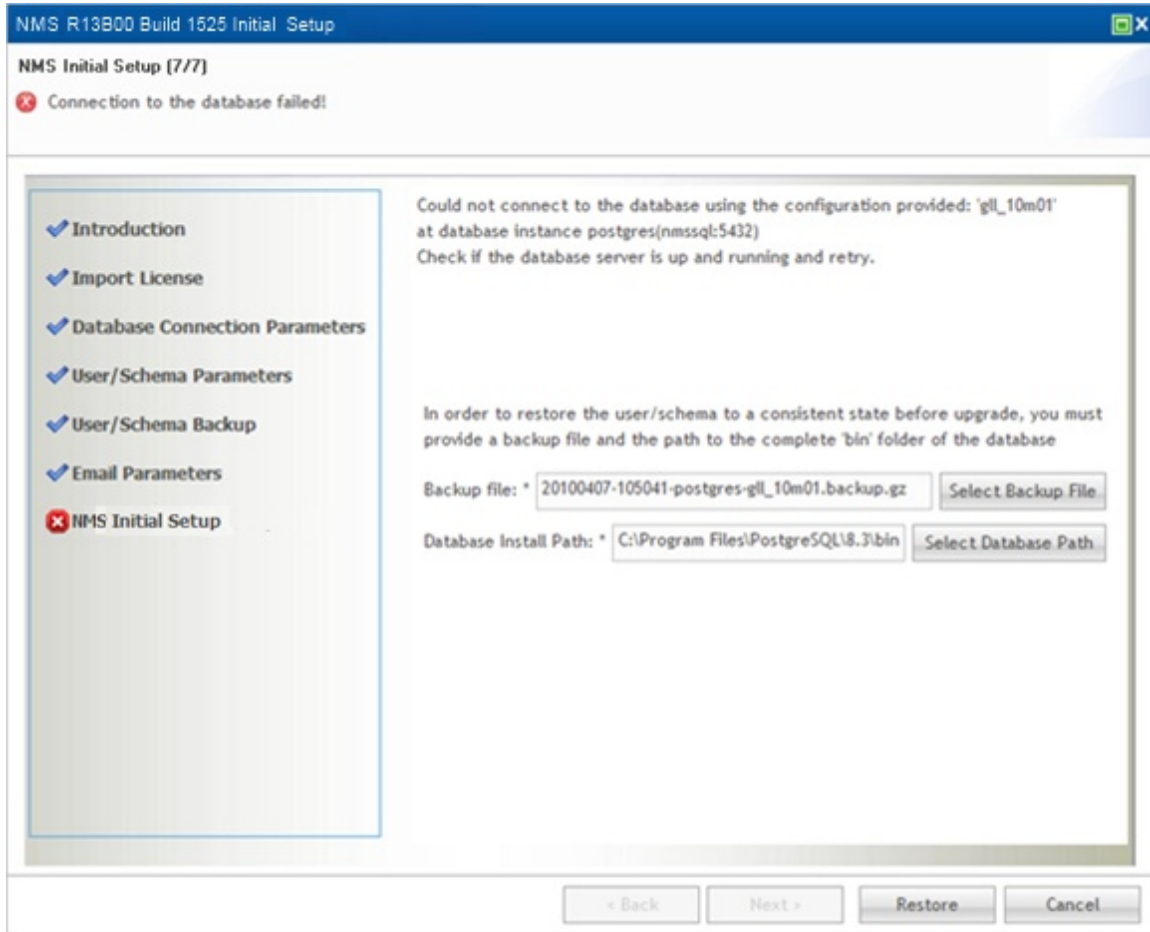 NMS R13B00 Build 1525 Initial Setup
NMS Initial Setup (7/7)
Connection to the database failed!
Introduction
Import License
Database Connection Parameters
User/Schema Parameters
User/Schema Backup
Email Parameters
NMS Initial Setup
Could not connect to the database using the configuration provided: 'gll_10m01'
at database instance postgres(nmssql:5432)
Check if the database server is up and running and retry.
In order to restore the user/schema to a consistent state before upgrade, you must
provide a backup file and the path to the complete 'bin' folder of the database
Backup file: * 20100407-105041-postgres-gll_10m01.backup.gz Select Backup File
Database Install Path: * C:\Program Files\PostgreSQL\8.3\bin Select Database Path
< Back Next > Restore Cancel